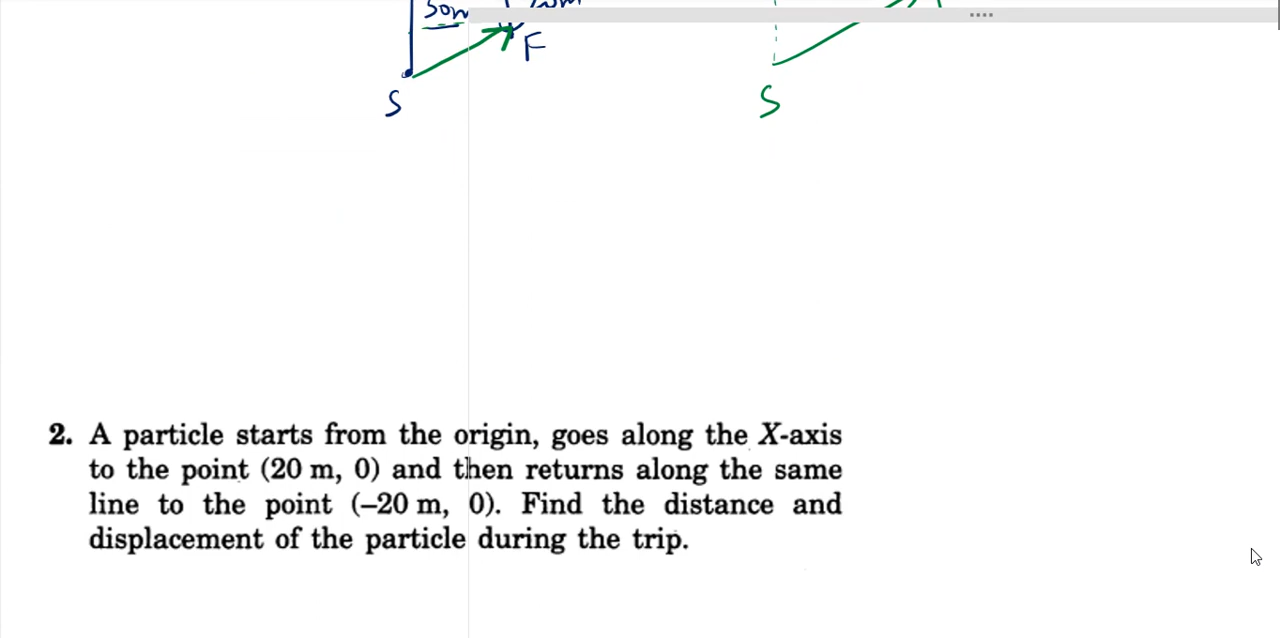 50m
F
S
S
2. A particle starts from the origin, goes along the X-axis
to the point (20 m, 0) and then returns along the same
line to the point (–20 m, 0). Find the distance and
displacement of the particle during the trip.